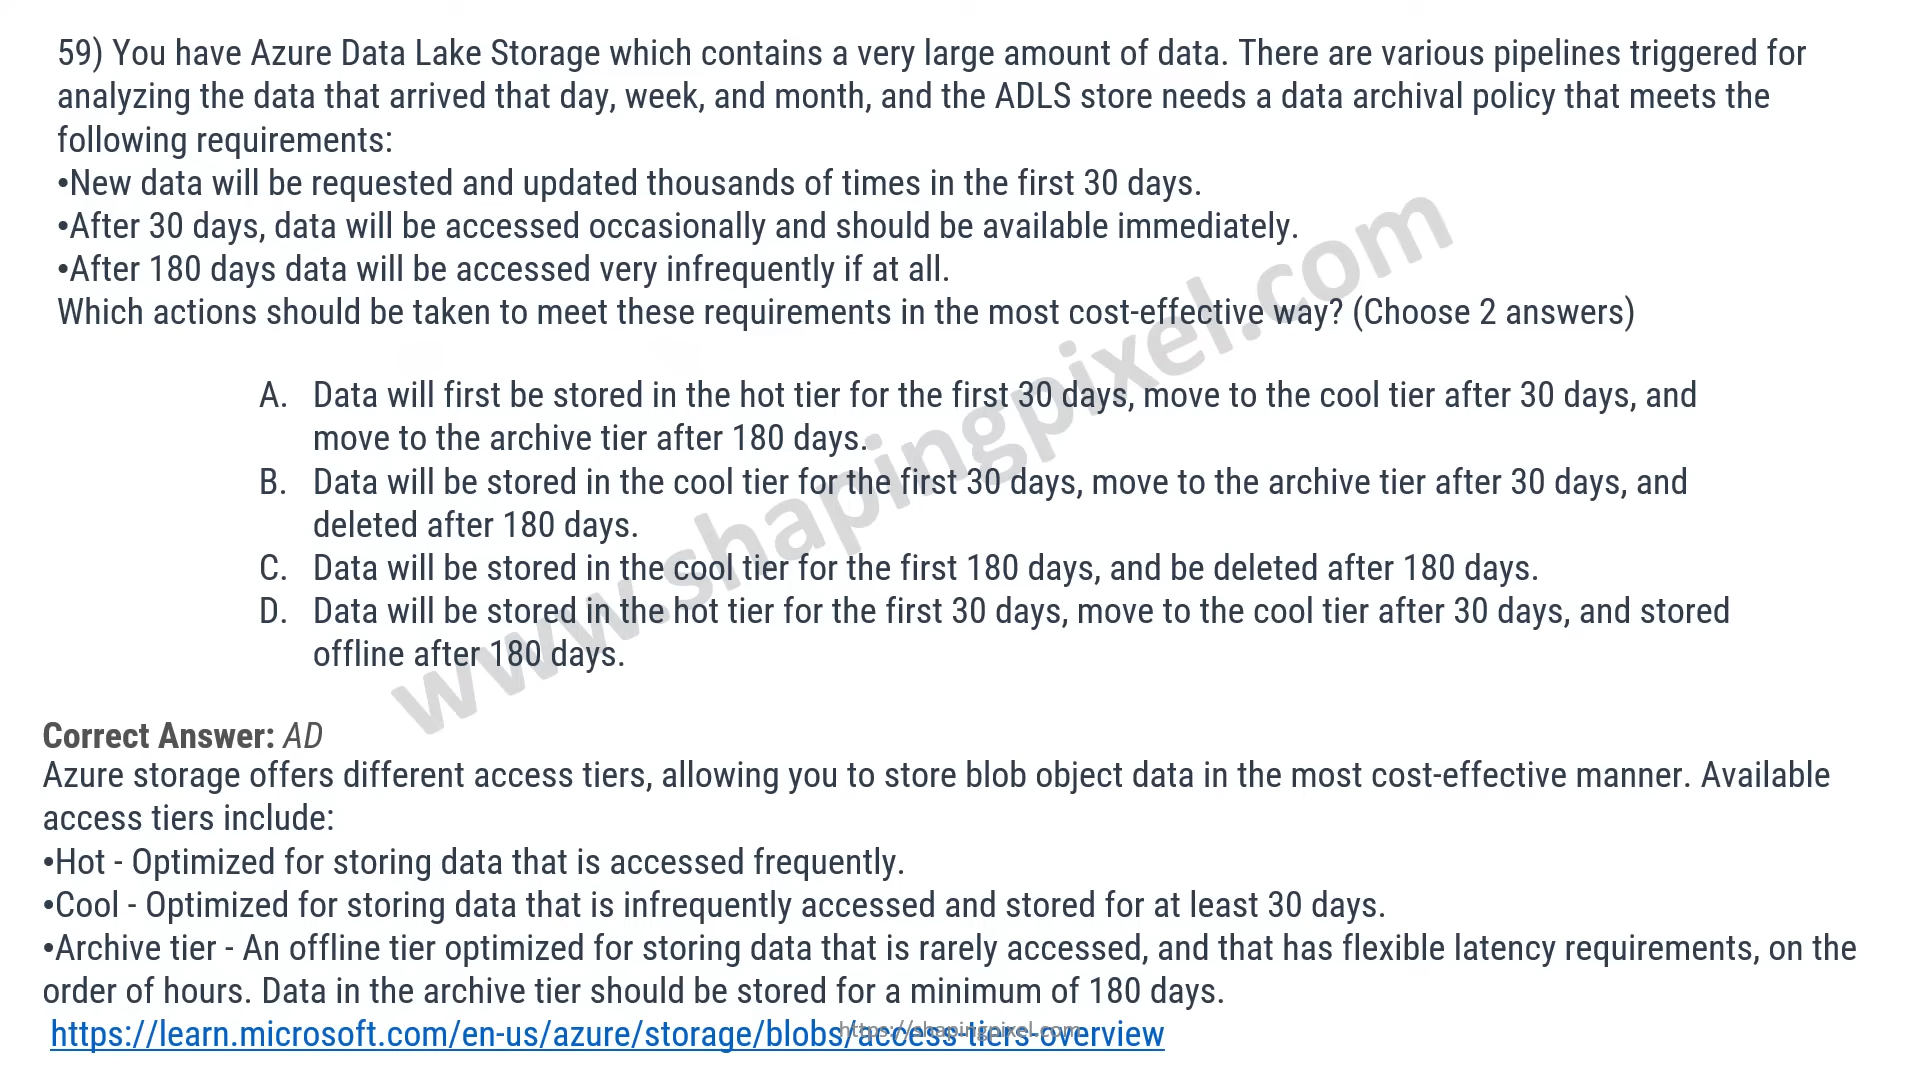 59) You have Azure Data Lake Storage which contains a very large amount of data. There are various pipelines triggered for
analyzing the data that arrived that day, week, and month, and the ADLS store needs a data archival policy that meets the
following requirements:
•New data will be requested and updated thousands of times in the first 30 days.
•After 30 days, data will be accessed occasionally and should be available immediately.
•After 180 days data will be accessed very infrequently if at all.
Which actions should be taken to meet these requirements in the most cost-effective way? (Choose 2 answers)
A. Data will first be stored in the hot tier for the first 30 days, move to the cool tier after 30 days, and
move to the archive tier after 180 days.
B. Data will be stored in the cool tier for the first 30 days, move to the archive tier after 30 days, and
deleted after 180 days.
C. Data will be stored in the cool tier for the first 180 days, and be deleted after 180 days.
D. Data will be stored in the hot tier for the first 30 days, move to the cool tier after 30 days, and stored
offline after 180 days.
www.shapingpixel.com
Correct Answer: AD
Azure storage offers different access tiers, allowing you to store blob object data in the most cost-effective manner. Available
access tiers include:
•Hot - Optimized for storing data that is accessed frequently.
•Cool - Optimized for storing data that is infrequently accessed and stored for at least 30 days.
•Archive tier - An offline tier optimized for storing data that is rarely accessed, and that has flexible latency requirements, on the
order of hours. Data in the archive tier should be stored for a minimum of 180 days.
https://learn.microsoft.com/en-us/azure/storage/blobs/access-tiers-overview
https://shapingpixel.com